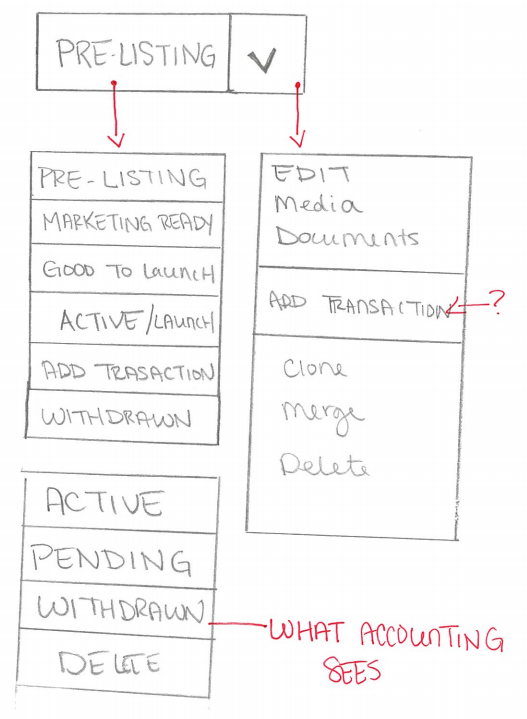 PRE-LISTING
PRE-LISTING
MARKETING READY
GOOD TO LAUNCH
ACTIVE/LAUNCH
ADD TRASACTION
WITHDRAWN
EDIT
Media
Documents
ADD TRANSACTION ?
Clone
Merge
Delete
ACTIVE
PENDING
WITHDRAWN
DELETE
WHAT ACCOUNTING
SEES